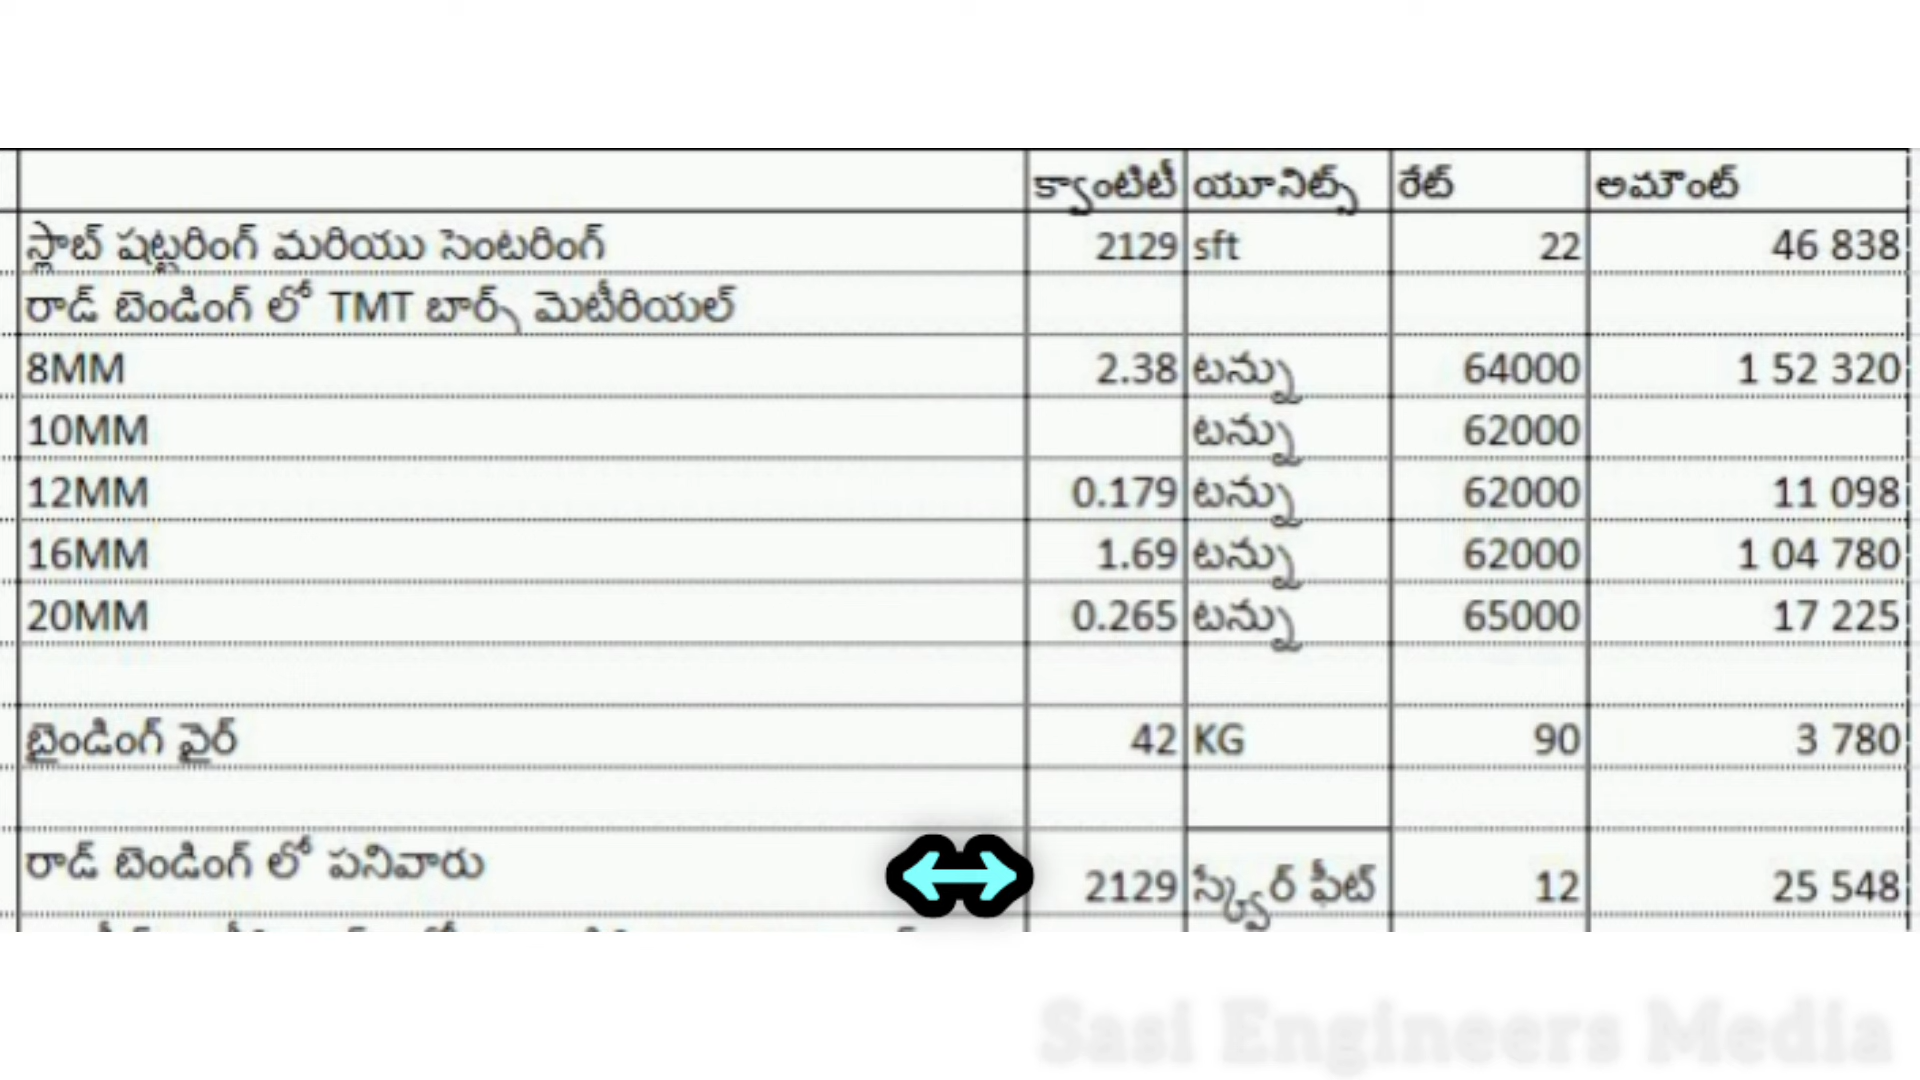 క్వాంటిటీ యూనిట్స్ రేట్ అమౌంట్
స్లాబ్ షట్టరింగ్ మరియు సెంటరింగ్ 2129 sft 22 46 838
రాడ్ బెండింగ్ లో TMT బార్స్ మెటీరియల్
8MM 2.38 టన్ను 64000 1 52 320
10MM టన్ను 62000
12MM 0.179 టన్ను 62000 11 098
16MM 1.69 టన్ను 62000 1 04 780
20MM 0.265 టన్ను 65000 17 225
బైండింగ్ వైర్ 42 KG 90 3 780
రాడ్ బెండింగ్ లో పనివారు 2129 స్క్వేర్ ఫీట్ 12 25 548
Sasi Engineers Media